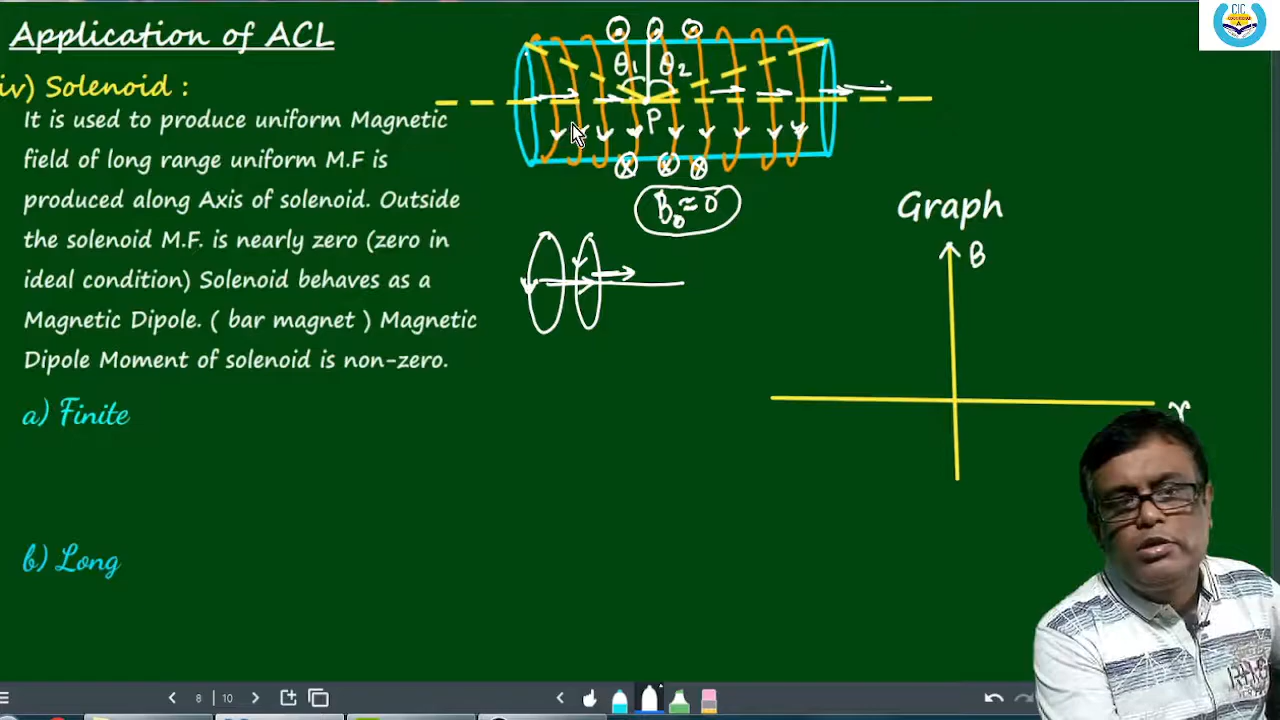 Application of ACL
iv) Solenoid :
It is used to produce uniform Magnetic
field of long range uniform M.F is
produced along Axis of solenoid. Outside
the solenoid M.F. is nearly zero (zero in
ideal condition) Solenoid behaves as a
Magnetic Dipole. ( bar magnet ) Magnetic
Dipole Moment of solenoid is non-zero.
a) Finite
b) Long
θ1 θ2
P
B0 ≈ 0
Graph
B
r
CIC
8 | 10